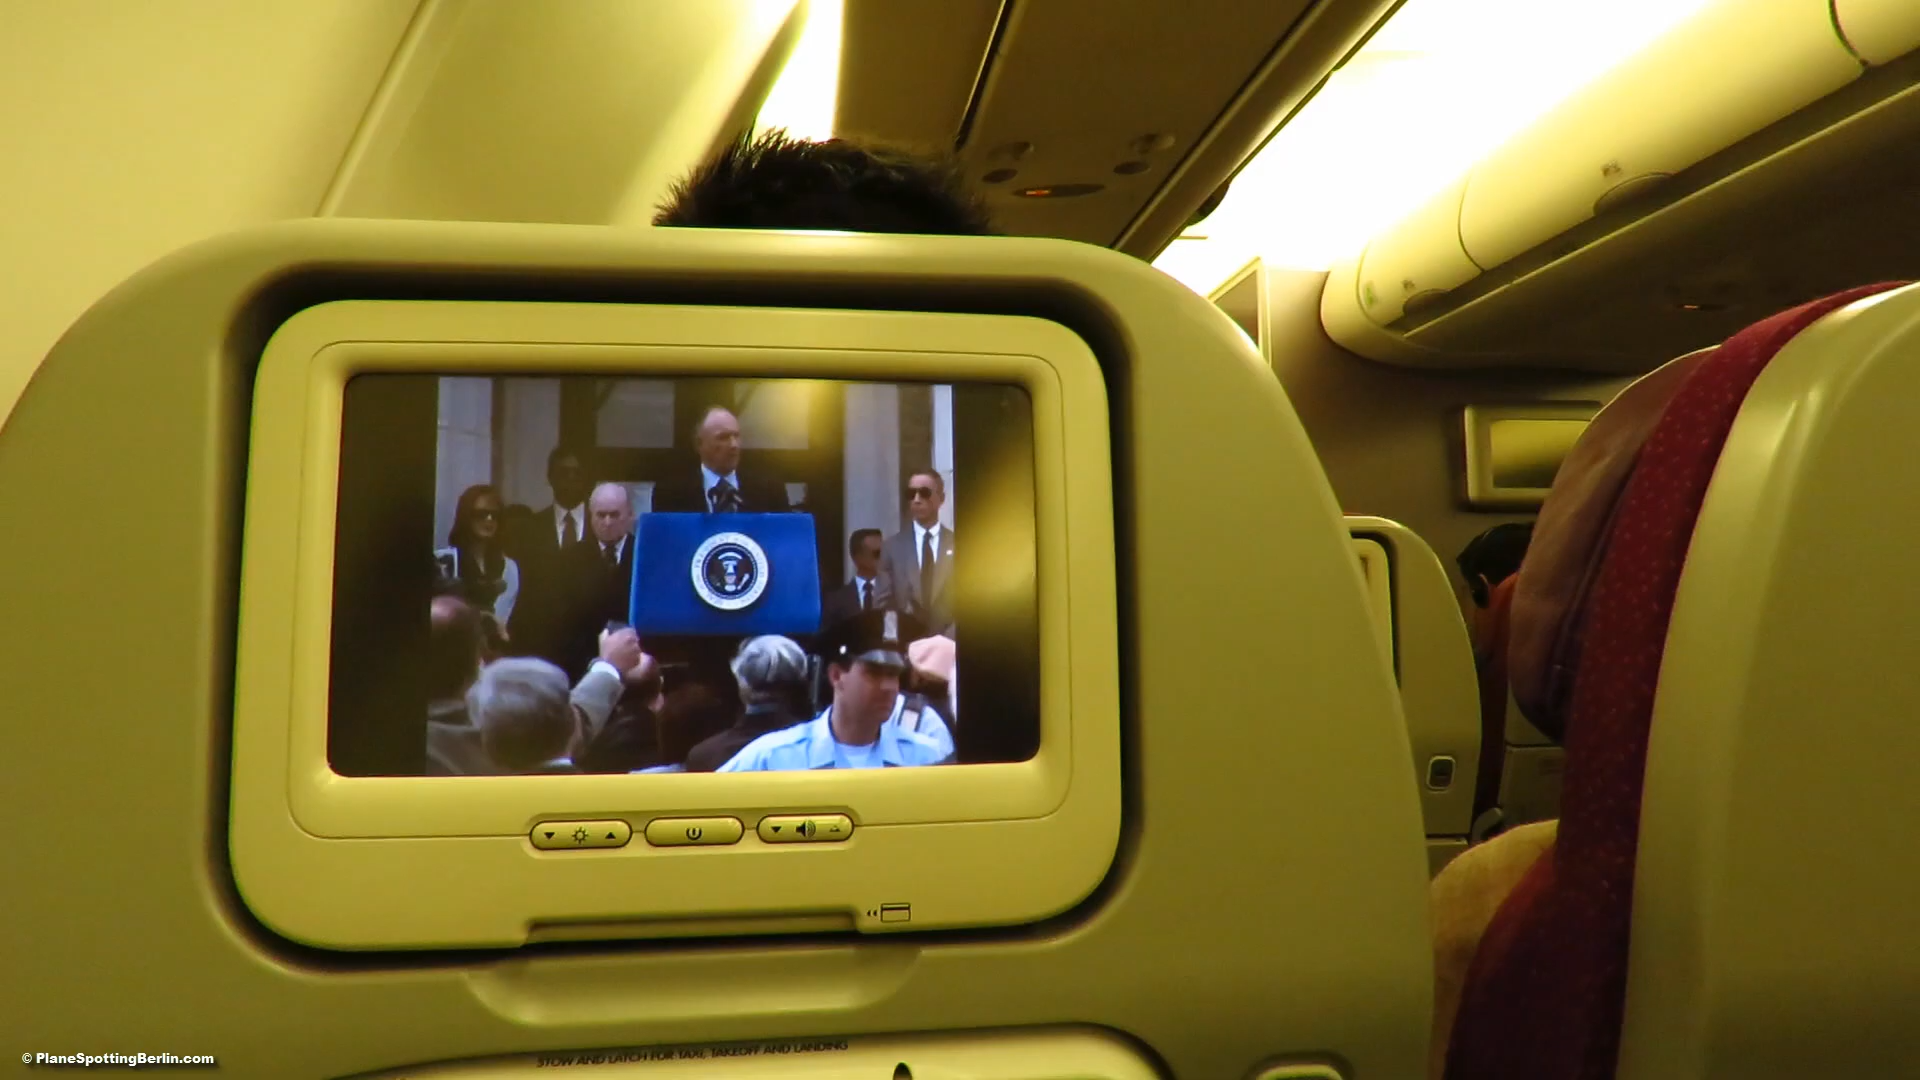 STOW AND LATCH FOR TAXI, TAKEOFF AND LANDING
© PlaneSpottingBerlin.com